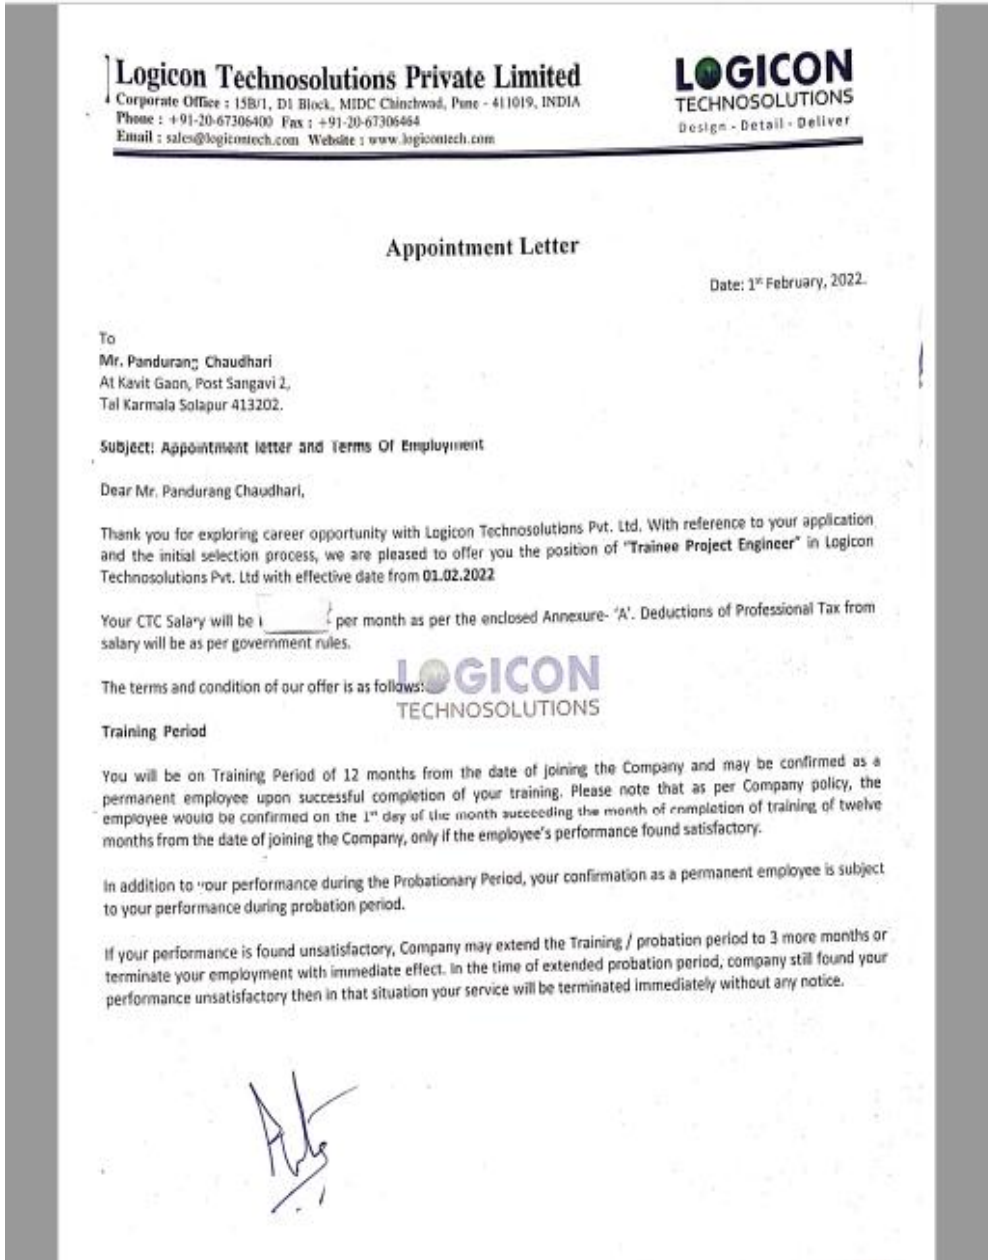 Logicon Technosolutions Private Limited
Corporate Office : 15B/1, D1 Block, MIDC Chinchwad, Pune - 411019, INDIA
Phone : +91-20-67306400 Fax : +91-20-67306464
Email : sales@logicontech.com Website : www.logicontech.com
LOGICON
TECHNOSOLUTIONS
Design - Detail - Deliver
Appointment Letter
Date: 1st February, 2022.
To
Mr. Pandurang Chaudhari
At Kavit Gaon, Post Sangavi 2,
Tal Karmala Solapur 413202.
Subject: Appointment letter and Terms Of Employment
Dear Mr. Pandurang Chaudhari,
Thank you for exploring career opportunity with Logicon Technosolutions Pvt. Ltd. With reference to your application
and the initial selection process, we are pleased to offer you the position of "Trainee Project Engineer" in Logicon
Technosolutions Pvt. Ltd with effective date from 01.02.2022
Your CTC Salary will be per month as per the enclosed Annexure- 'A'. Deductions of Professional Tax from
salary will be as per government rules.
The terms and condition of our offer is as follows:
LOGICON
TECHNOSOLUTIONS
Training Period
You will be on Training Period of 12 months from the date of joining the Company and may be confirmed as a
permanent employee upon successful completion of your training. Please note that as per Company policy, the
employee would be confirmed on the 1st day of the month succeeding the month of completion of training of twelve
months from the date of joining the Company, only if the employee's performance found satisfactory.
In addition to your performance during the Probationary Period, your confirmation as a permanent employee is subject
to your performance during probation period.
If your performance is found unsatisfactory, Company may extend the Training / probation period to 3 more months or
terminate your employment with immediate effect. In the time of extended probation period, company still found your
performance unsatisfactory then in that situation your service will be terminated immediately without any notice.